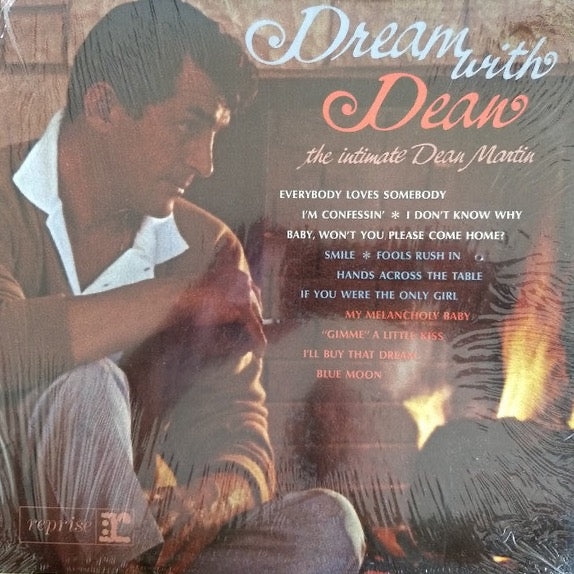 Dream
with
Dean
the intimate Dean Martin
EVERYBODY LOVES SOMEBODY
I'M CONFESSIN' * I DON'T KNOW WHY
BABY, WON'T YOU PLEASE COME HOME?
SMILE * FOOLS RUSH IN
HANDS ACROSS THE TABLE
IF YOU WERE THE ONLY GIRL
MY MELANCHOLY BABY
"GIMME" A LITTLE KISS
I'LL BUY THAT DREAM
BLUE MOON
reprise r: